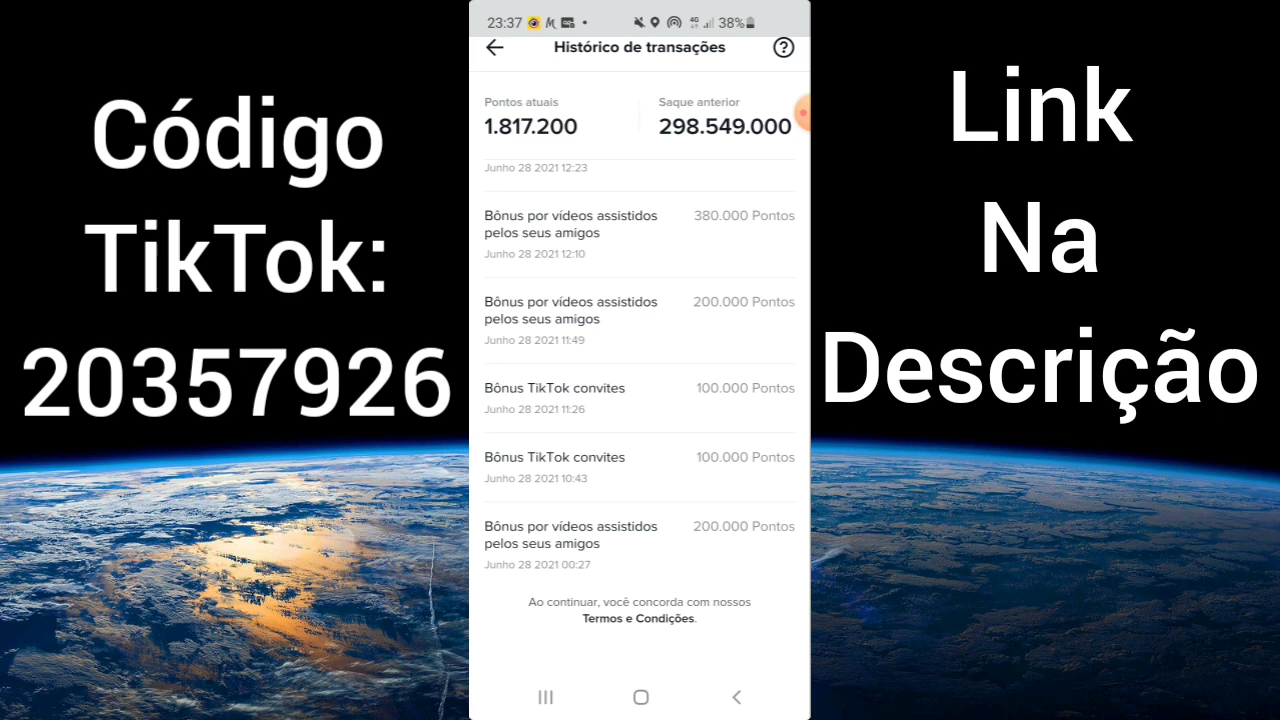 Código
TikTok:
20357926
23:37
4G
38%
Histórico de transações
Pontos atuais
Saque anterior
1.817.200
298.549.000
Junho 28 2021 12:23
Bônus por vídeos assistidos
pelos seus amigos
380.000 Pontos
Junho 28 2021 12:10
Bônus por vídeos assistidos
pelos seus amigos
200.000 Pontos
Junho 28 2021 11:49
Bônus TikTok convites
100.000 Pontos
Junho 28 2021 11:26
Bônus TikTok convites
100.000 Pontos
Junho 28 2021 10:43
Bônus por vídeos assistidos
pelos seus amigos
200.000 Pontos
Junho 28 2021 00:27
Ao continuar, você concorda com nossos
Termos e Condições.
Link
Na
Descrição